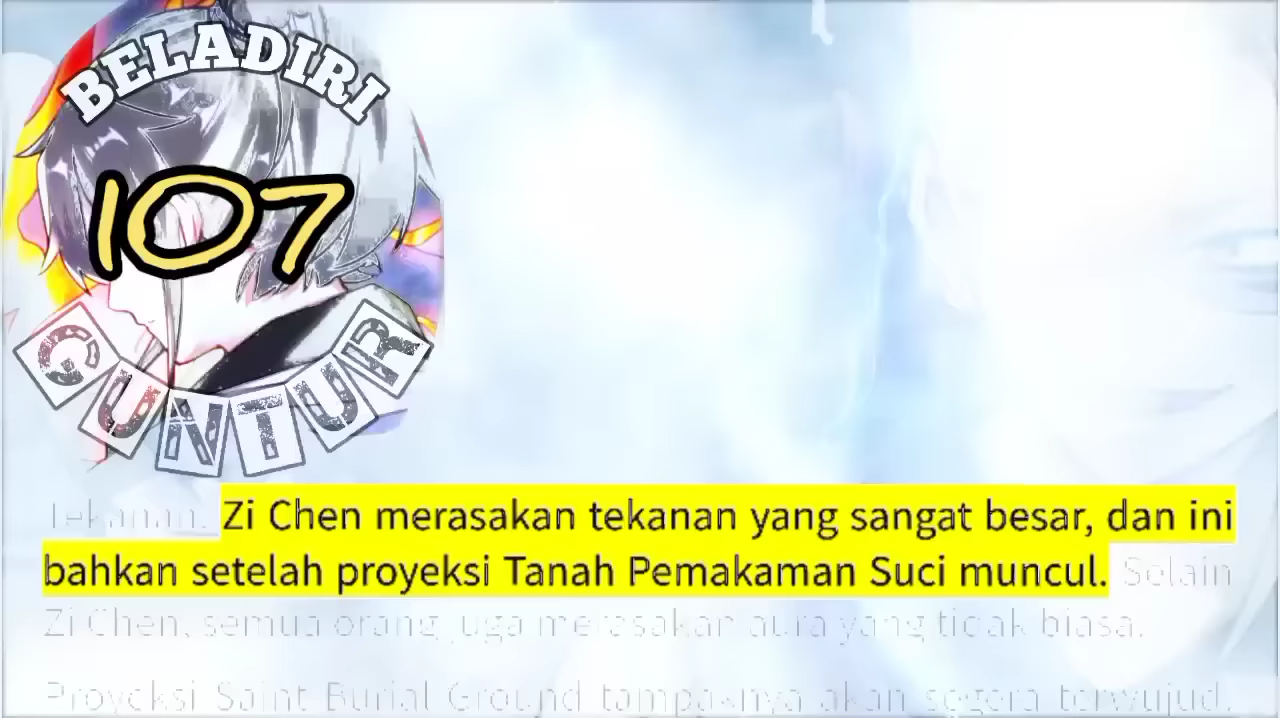 BELADIRI
107
GUNTUR
Tekanan. Zi Chen merasakan tekanan yang sangat besar, dan ini
bahkan setelah proyeksi Tanah Pemakaman Suci muncul. Selain
Zi Chen, semua orang juga merasakan aura yang tidak biasa.
Proyeksi Saint Burial Ground tampaknya akan segera terwujud.